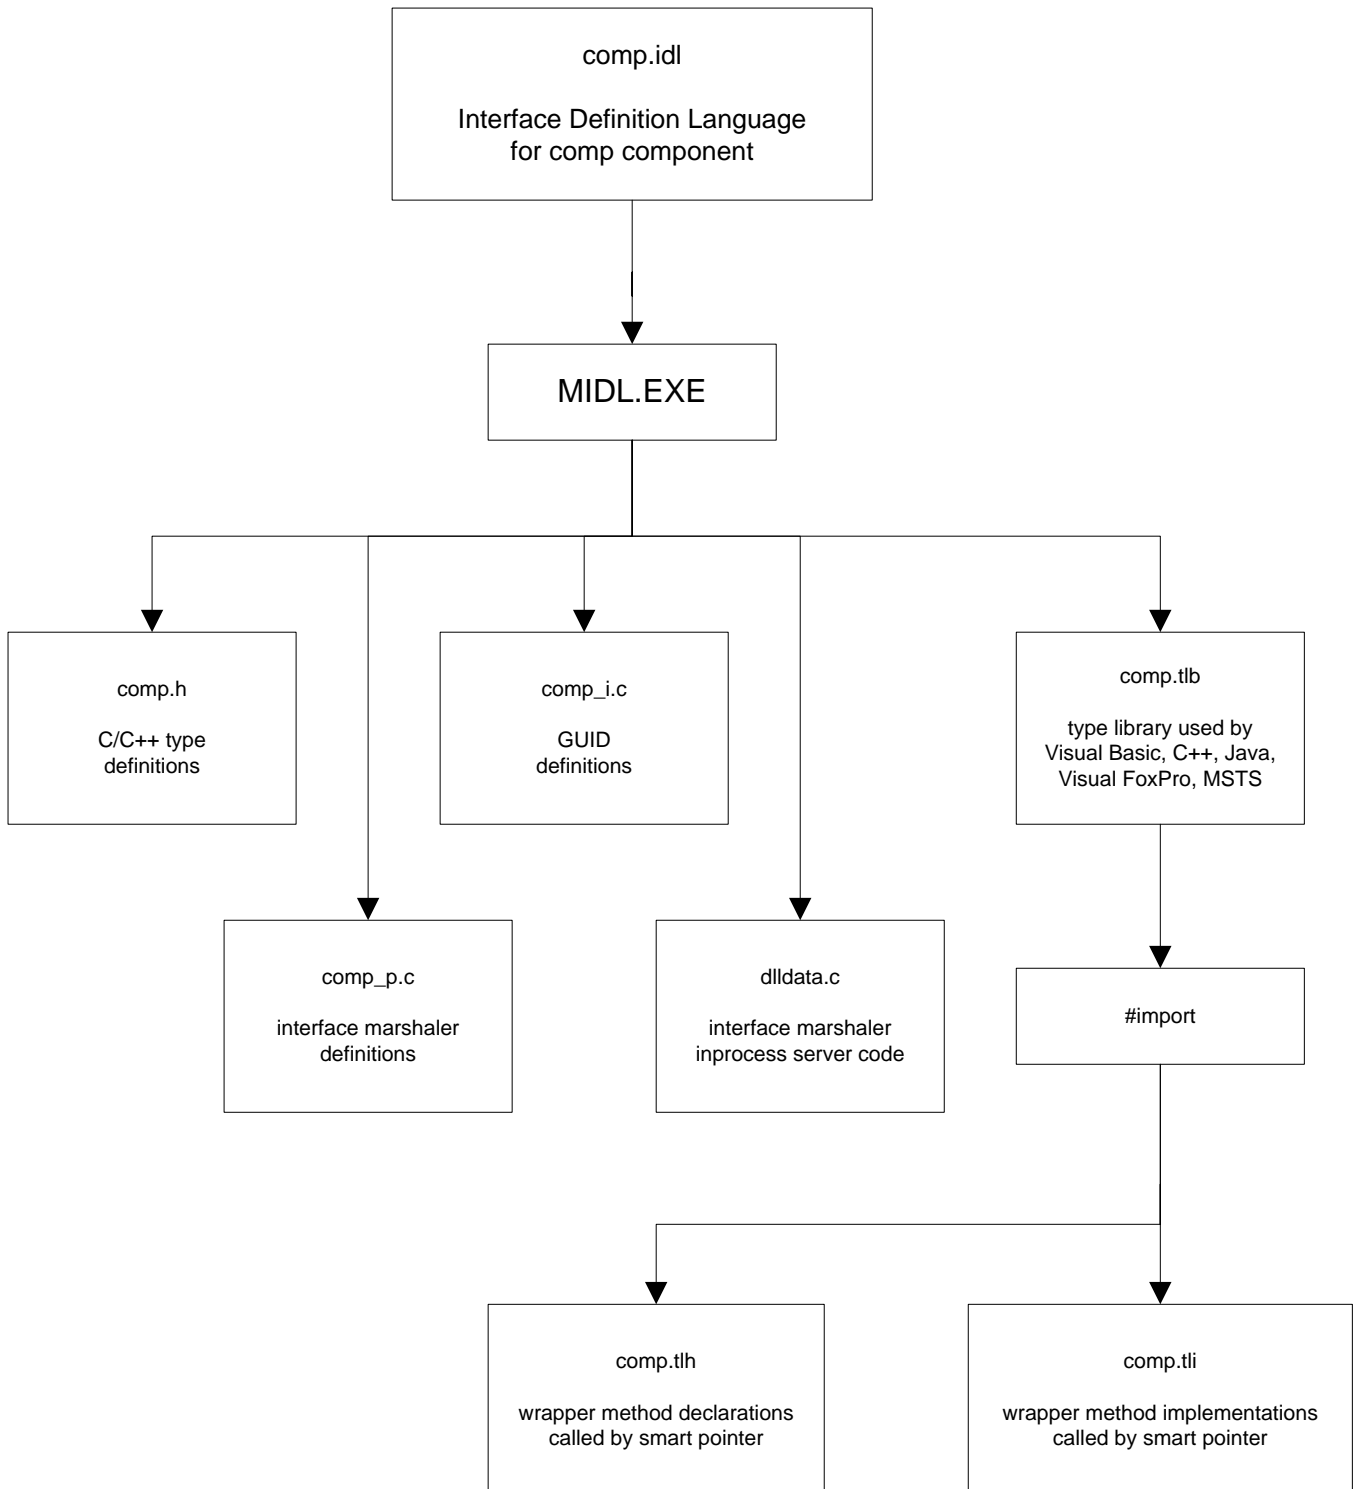 comp.idl
Interface Definition Language
for comp component
MIDL.EXE
comp.h
C/C++ type
definitions
comp_i.c
GUID
definitions
comp.tlb
type library used by
Visual Basic, C++, Java,
Visual FoxPro, MSTS
comp_p.c
interface marshaler
definitions
dlldata.c
interface marshaler
inprocess server code
#import
comp.tlh
wrapper method declarations
called by smart pointer
comp.tli
wrapper method implementations
called by smart pointer